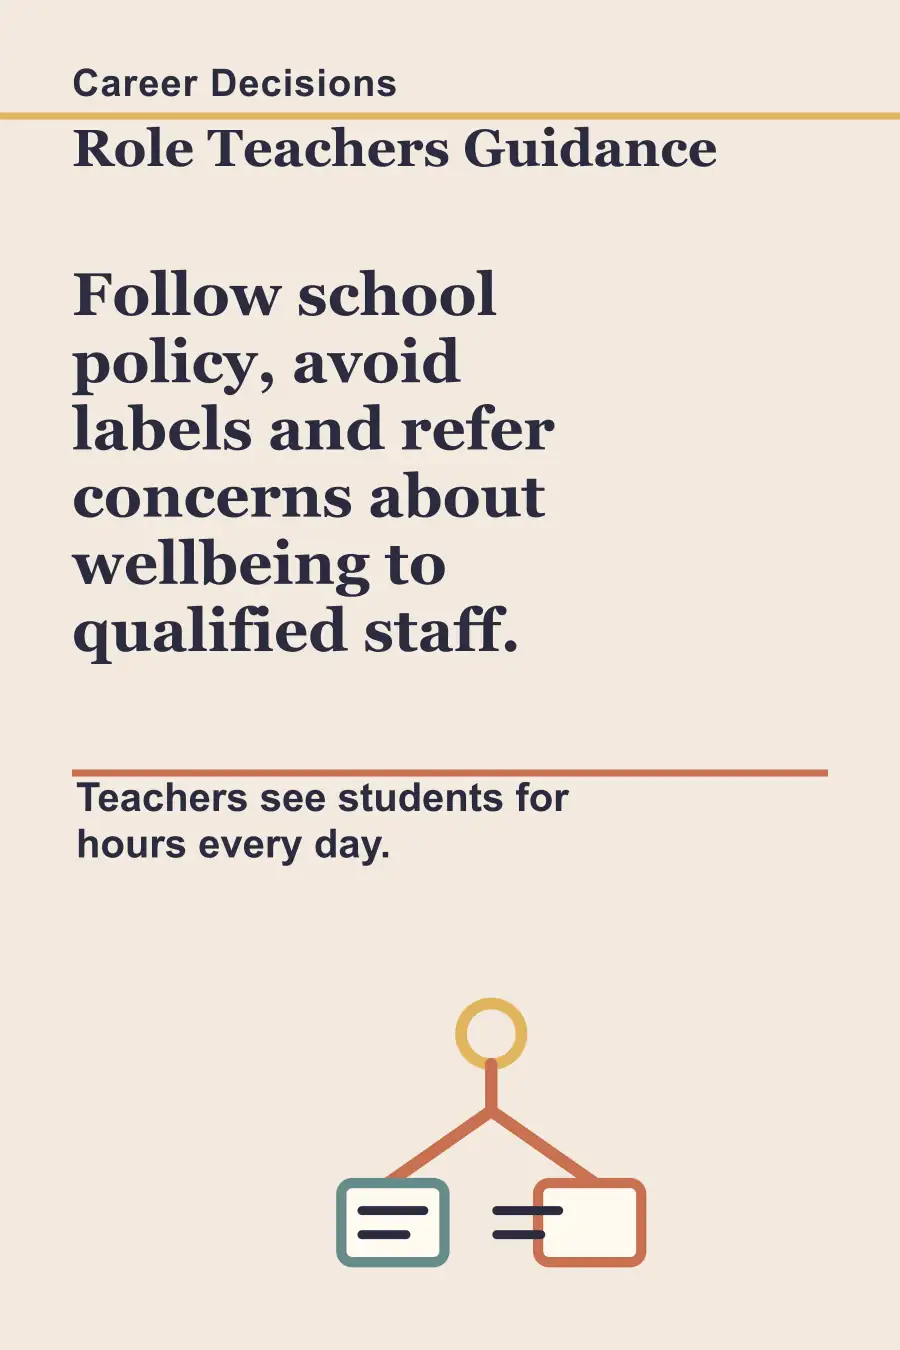 Career Decisions
Role Teachers Guidance
Follow school
policy, avoid
labels and refer
concerns about
wellbeing to
qualified staff.
Teachers see students for
hours every day.